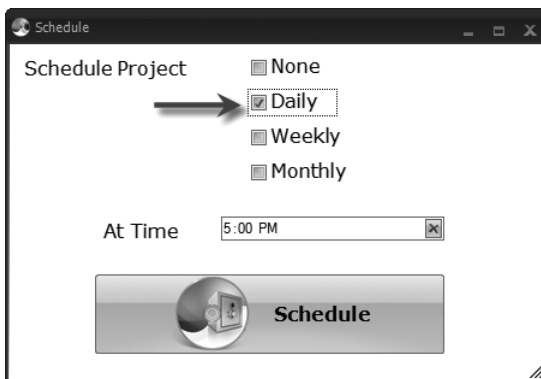 Schedule
Schedule Project
None
Daily
Weekly
Monthly
At Time
5:00 PM
Schedule